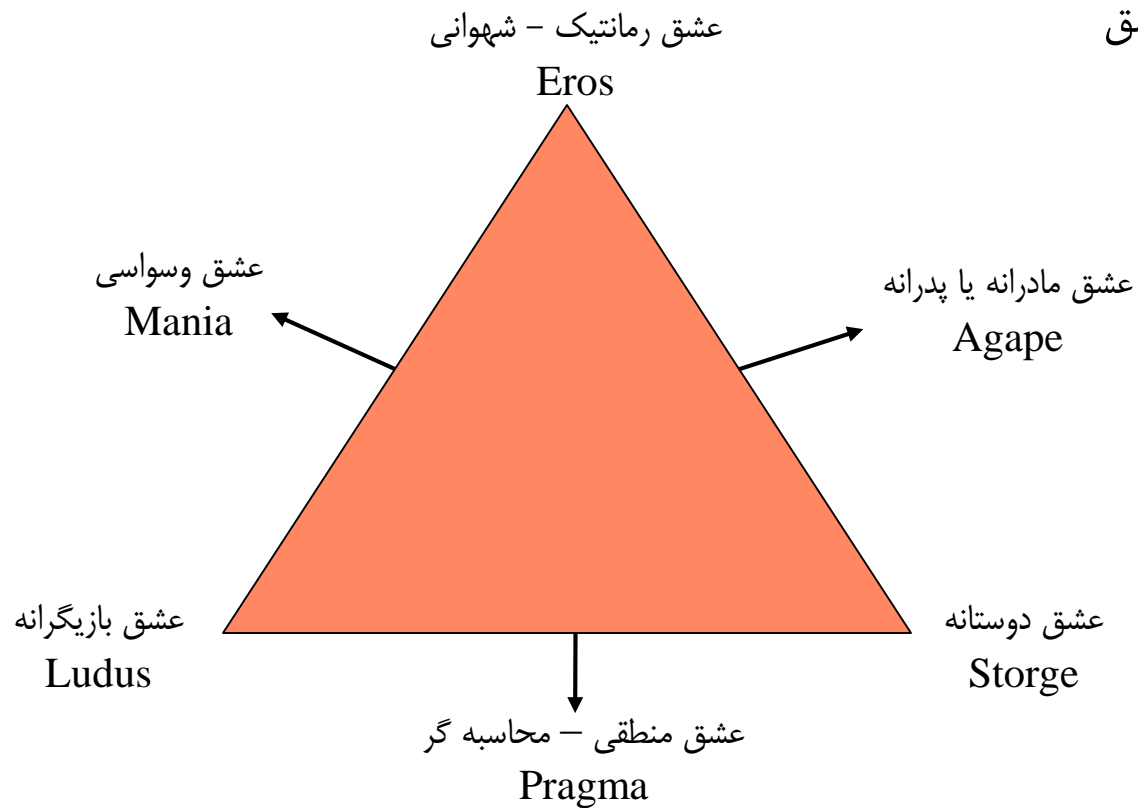 عشق رمانتیک – شهوانی
Eros
عشق وسواسی
Mania
عشق مادرانه یا پدرانه
Agape
عشق بازیگرانه
Ludus
عشق دوستانه
Storge
عشق منطقی – محاسبه گر
Pragma